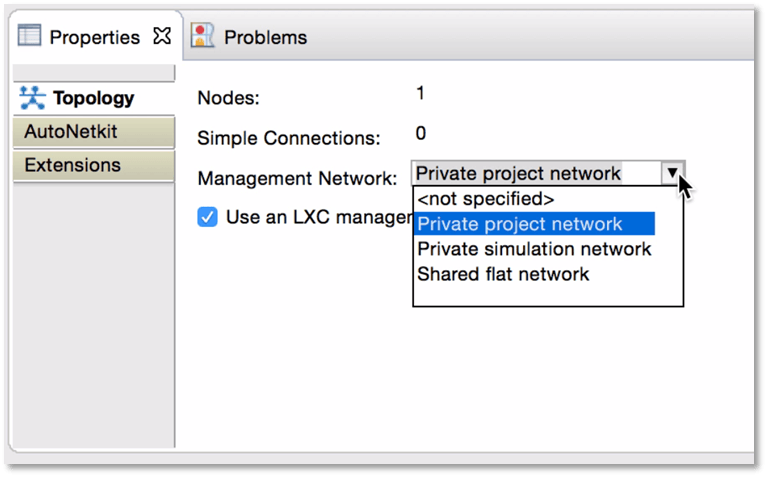 Properties
Problems
Topology
AutoNetkit
Extensions
Nodes: 1
Simple Connections: 0
Management Network: Private project network
<not specified>
Private project network
Private simulation network
Shared flat network
Use an LXC